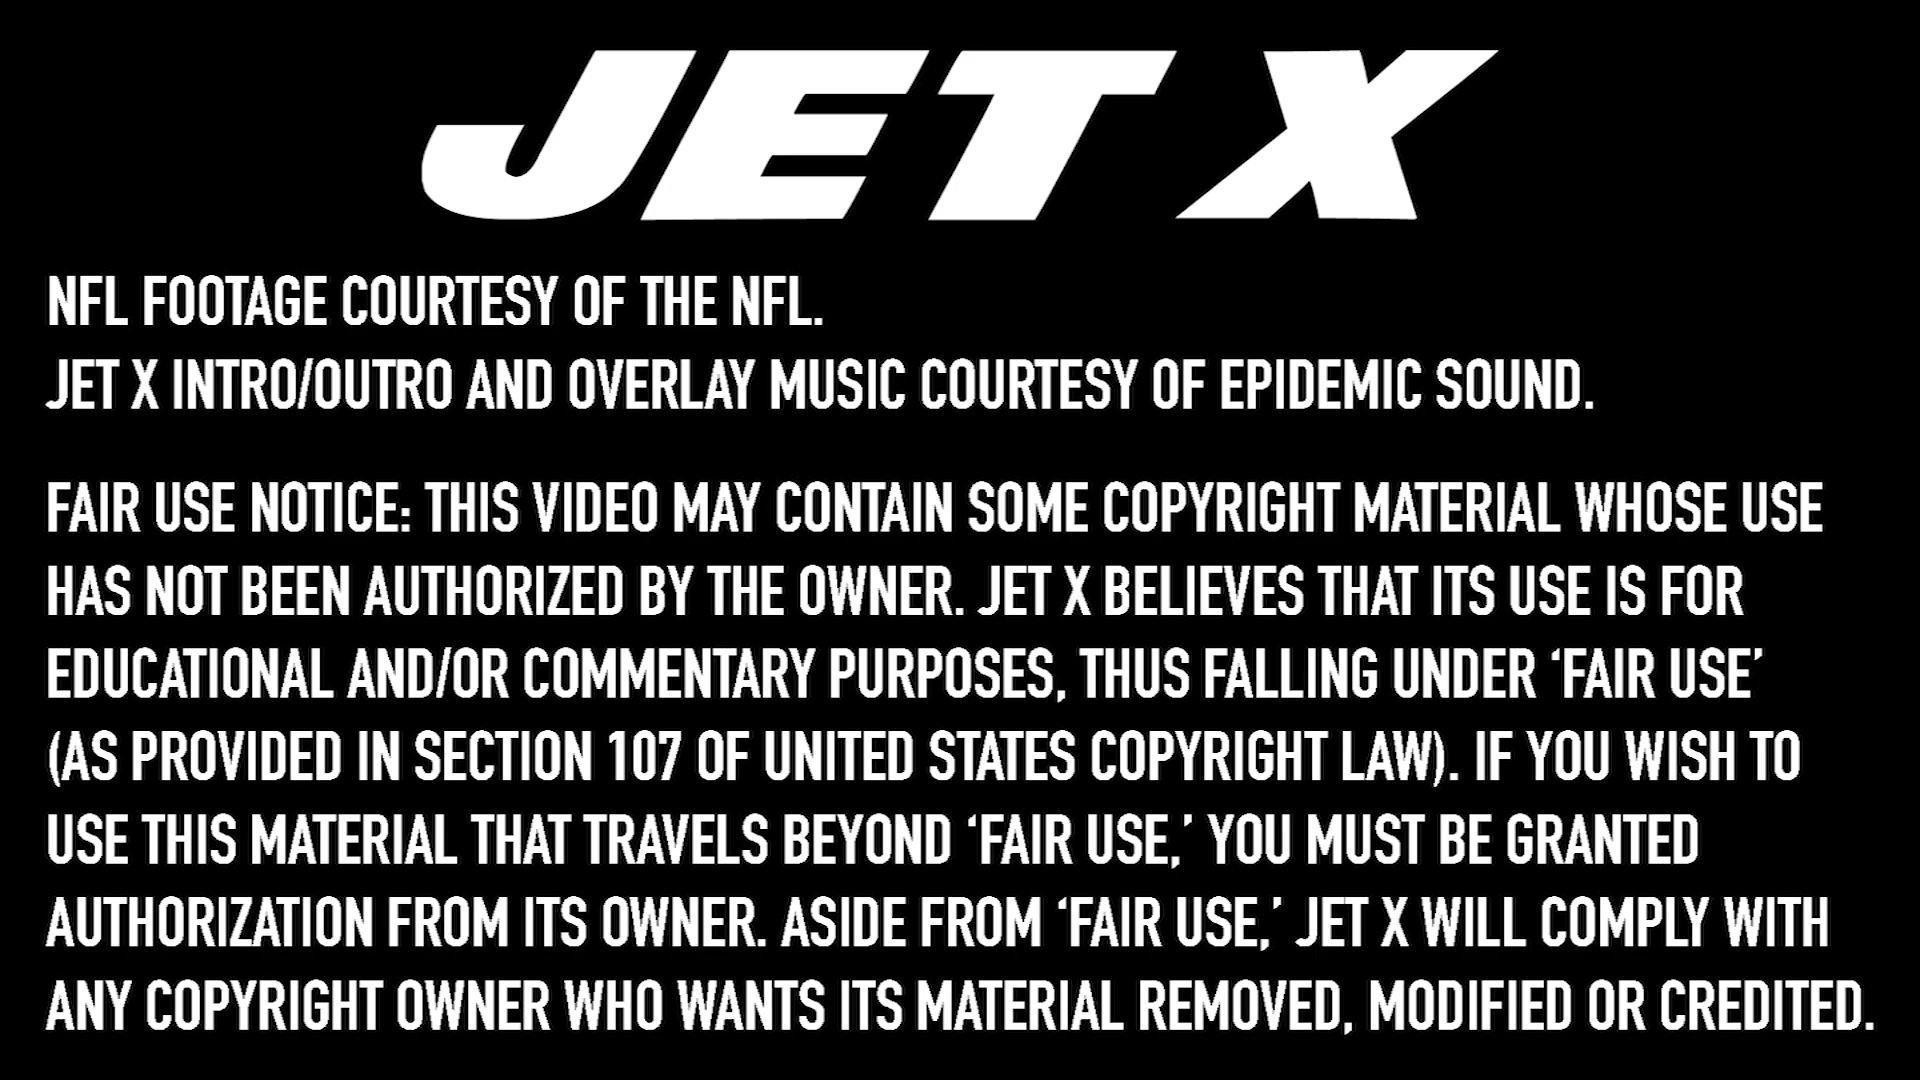 JET X
NFL FOOTAGE COURTESY OF THE NFL.
JET X INTRO/OUTRO AND OVERLAY MUSIC COURTESY OF EPIDEMIC SOUND.
FAIR USE NOTICE: THIS VIDEO MAY CONTAIN SOME COPYRIGHT MATERIAL WHOSE USE
HAS NOT BEEN AUTHORIZED BY THE OWNER. JET X BELIEVES THAT ITS USE IS FOR
EDUCATIONAL AND/OR COMMENTARY PURPOSES, THUS FALLING UNDER ‘FAIR USE’
(AS PROVIDED IN SECTION 107 OF UNITED STATES COPYRIGHT LAW). IF YOU WISH TO
USE THIS MATERIAL THAT TRAVELS BEYOND ‘FAIR USE,’ YOU MUST BE GRANTED
AUTHORIZATION FROM ITS OWNER. ASIDE FROM ‘FAIR USE,’ JET X WILL COMPLY WITH
ANY COPYRIGHT OWNER WHO WANTS ITS MATERIAL REMOVED, MODIFIED OR CREDITED.